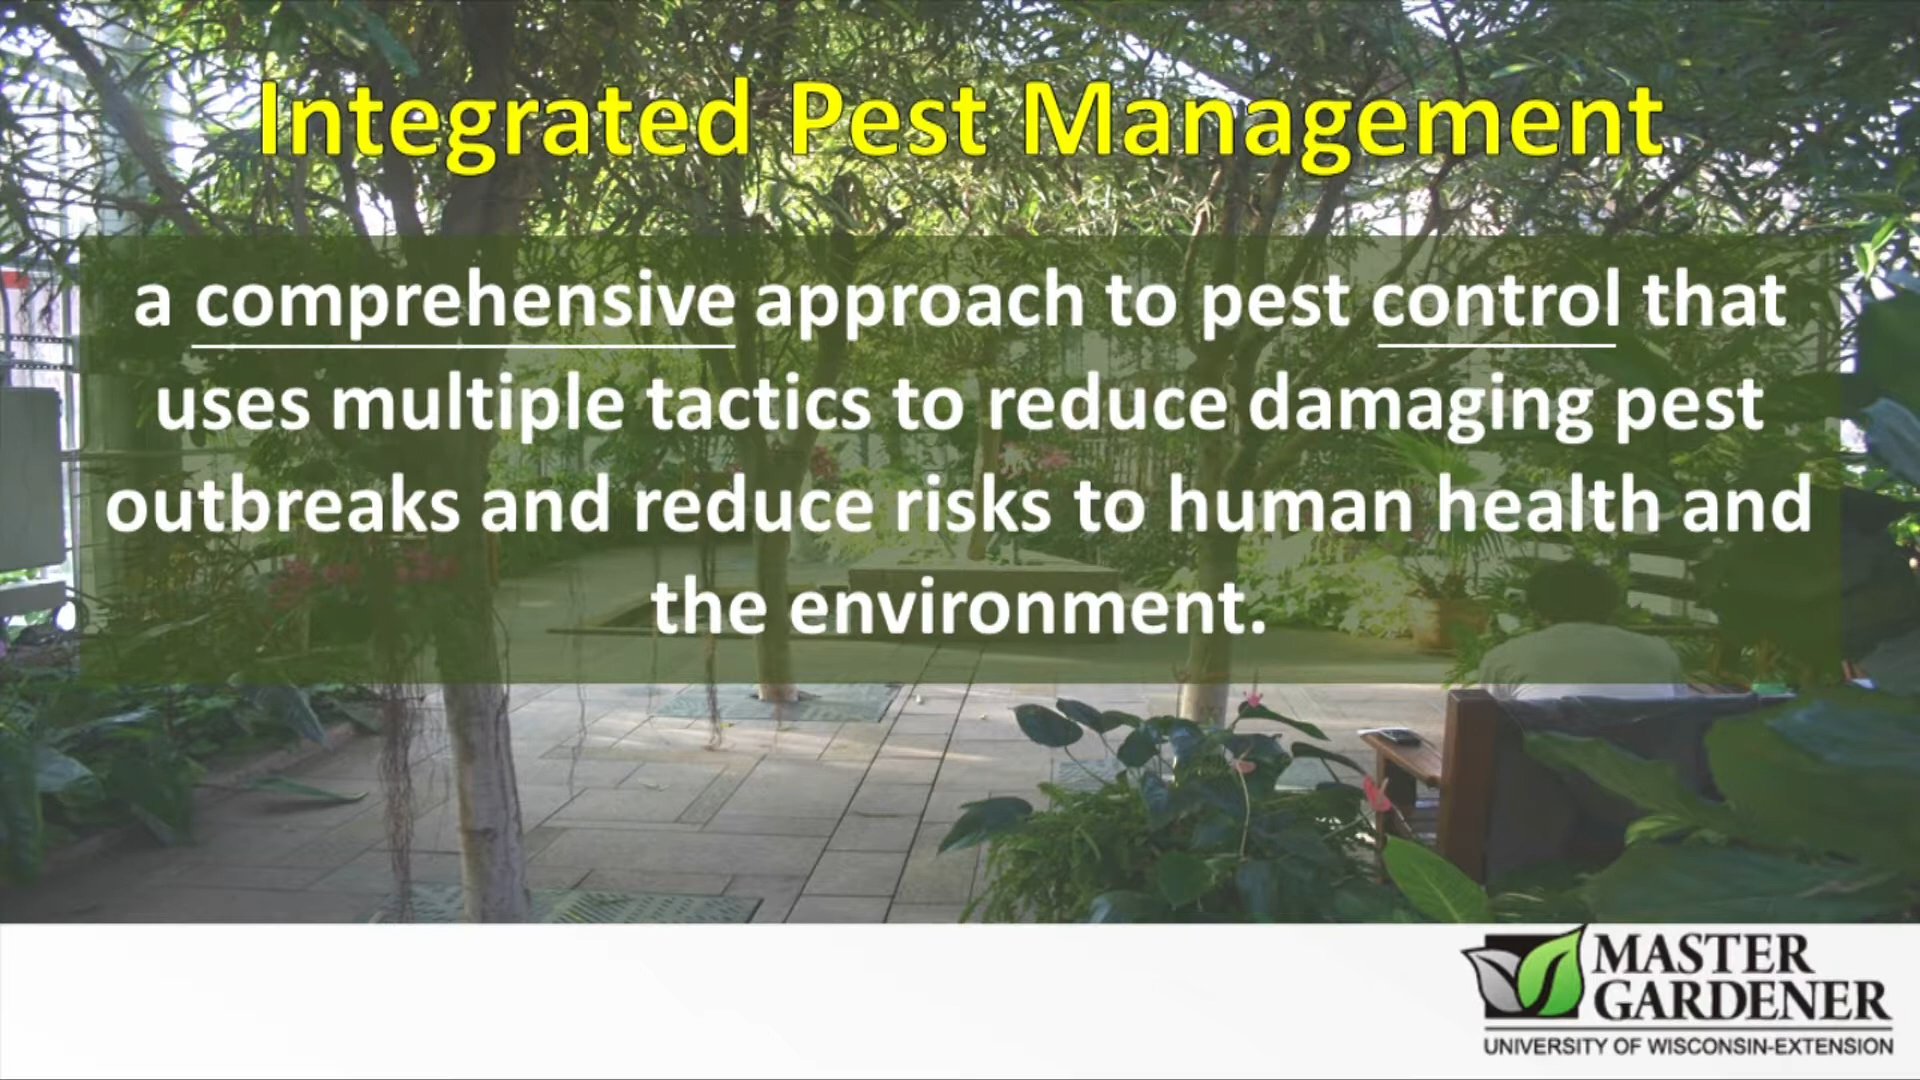 Integrated Pest Management
a comprehensive approach to pest control that
uses multiple tactics to reduce damaging pest
outbreaks and reduce risks to human health and
the environment.
MASTER
GARDENER
UNIVERSITY OF WISCONSIN-EXTENSION